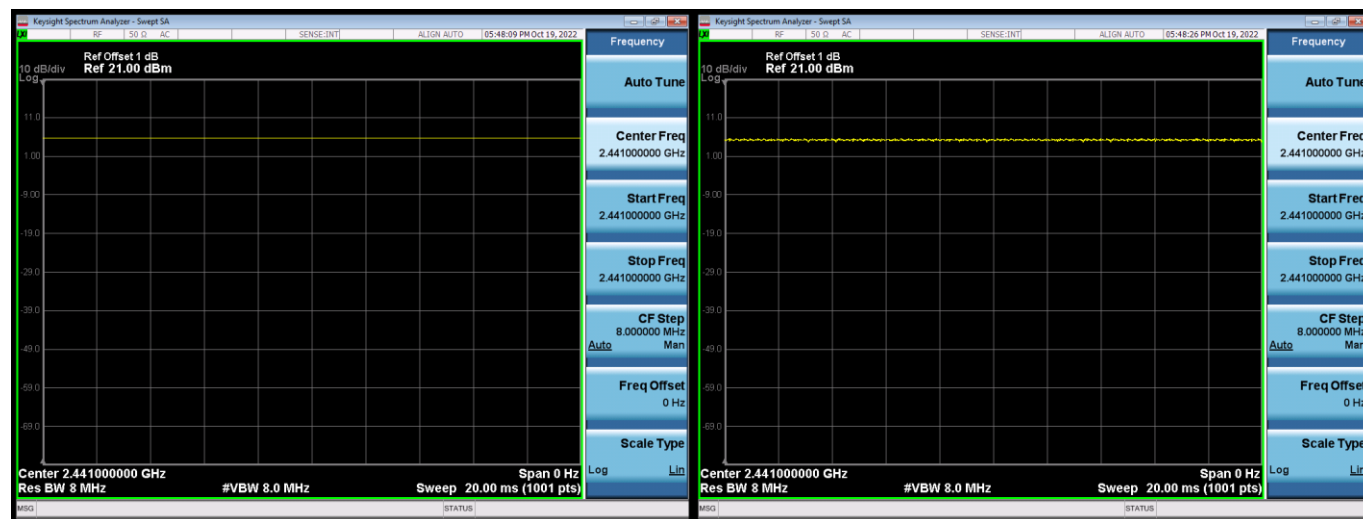 Keysight Spectrum Analyzer - Swept SA
LXI RF 50 Ω AC SENSE:INT ALIGN AUTO 05:48:09 PM Oct 19, 2022
Frequency
Ref Offset 1 dB
10 dB/div Ref 21.00 dBm
Log
11.0
1.00
-9.00
-19.0
-29.0
-39.0
-49.0
-59.0
-69.0
Center 2.441000000 GHz Span 0 Hz
Res BW 8 MHz #VBW 8.0 MHz Sweep 20.00 ms (1001 pts)
MSG STATUS
Auto Tune
Center Freq
2.441000000 GHz
Start Freq
2.441000000 GHz
Stop Freq
2.441000000 GHz
CF Step
8.000000 MHz
Auto Man
Freq Offset
0 Hz
Scale Type
Log Lin
Keysight Spectrum Analyzer - Swept SA
LXI RF 50 Ω AC SENSE:INT ALIGN AUTO 05:48:26 PM Oct 19, 2022
Frequency
Ref Offset 1 dB
10 dB/div Ref 21.00 dBm
Log
11.0
1.00
-9.00
-19.0
-29.0
-39.0
-49.0
-59.0
-69.0
Center 2.441000000 GHz Span 0 Hz
Res BW 8 MHz #VBW 8.0 MHz Sweep 20.00 ms (1001 pts)
MSG STATUS
Auto Tune
Center Freq
2.441000000 GHz
Start Freq
2.441000000 GHz
Stop Freq
2.441000000 GHz
CF Step
8.000000 MHz
Auto Man
Freq Offset
0 Hz
Scale Type
Log Lin